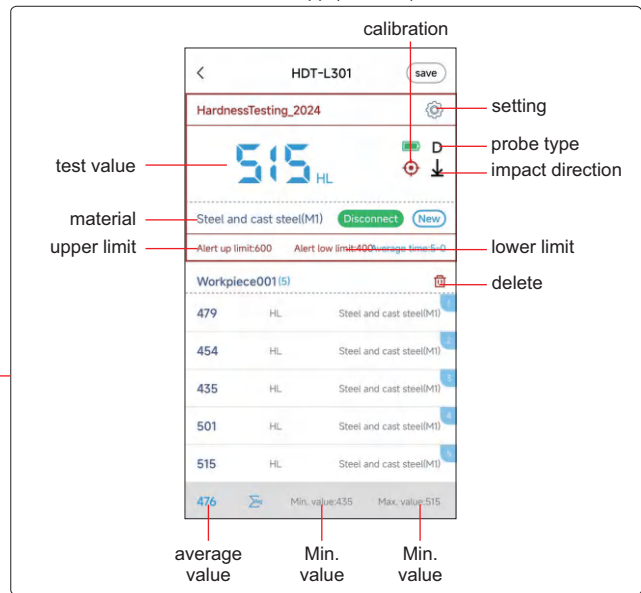 calibration
HDT-L301
save
HardnessTesting_2024
setting
probe type
D
impact direction
test value
515 HL
material
Steel and cast steel(M1)
Disconnect
New
upper limit
Alert up limit:600
Alert low limit:400
Average time:5-0
lower limit
Workpiece001(5)
delete
1
479 HL Steel and cast steel(M1)
2
454 HL Steel and cast steel(M1)
3
435 HL Steel and cast steel(M1)
4
501 HL Steel and cast steel(M1)
5
515 HL Steel and cast steel(M1)
476
Min. value:435
Max. value:515
average
value
Min.
value
Min.
value